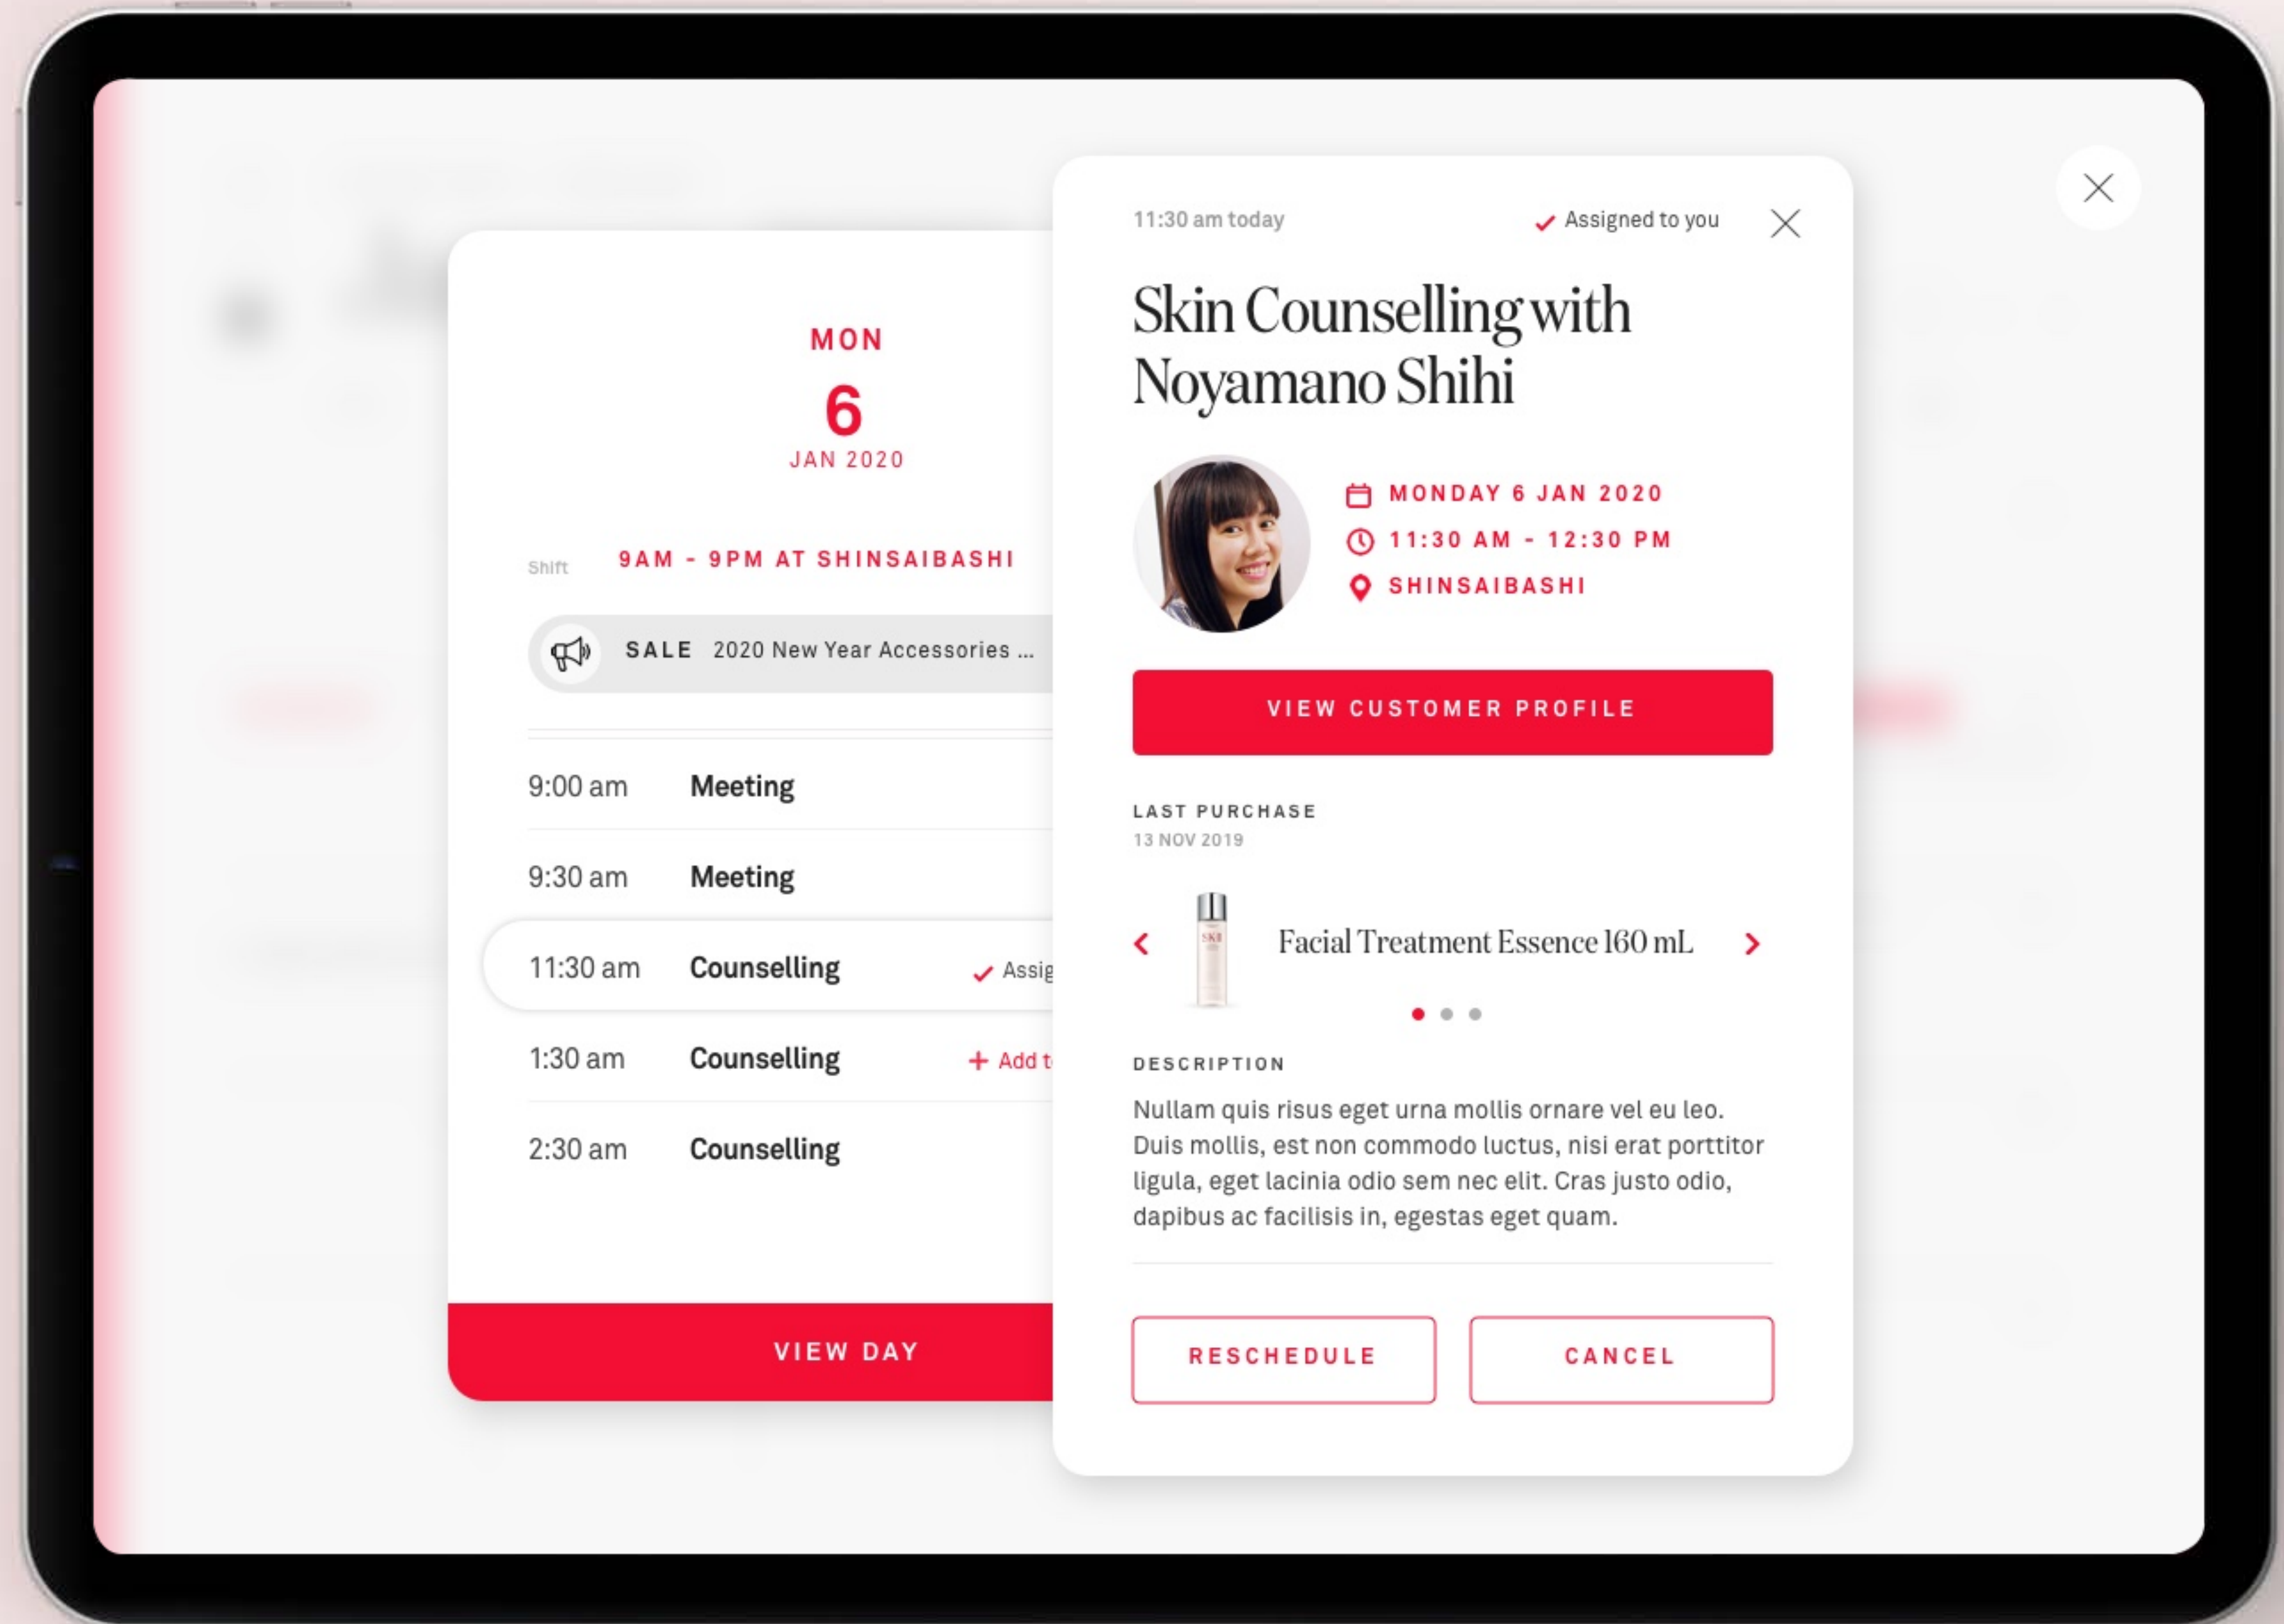 MON
6
JAN 2020
Shift
9AM - 9PM AT SHINSAIBASHI
SALE 2020 New Year Accessories ...
9:00 am Meeting
9:30 am Meeting
11:30 am Counselling Assig
1:30 am Counselling + Add t
2:30 am Counselling
VIEW DAY
11:30 am today
Assigned to you
Skin Counselling with
Noyamano Shihi
MONDAY 6 JAN 2020
11:30 AM - 12:30 PM
SHINSAIBASHI
VIEW CUSTOMER PROFILE
LAST PURCHASE
13 NOV 2019
SK-II
Facial Treatment Essence 160 mL
DESCRIPTION
Nullam quis risus eget urna mollis ornare vel eu leo.
Duis mollis, est non commodo luctus, nisi erat porttitor
ligula, eget lacinia odio sem nec elit. Cras justo odio,
dapibus ac facilisis in, egestas eget quam.
RESCHEDULE
CANCEL